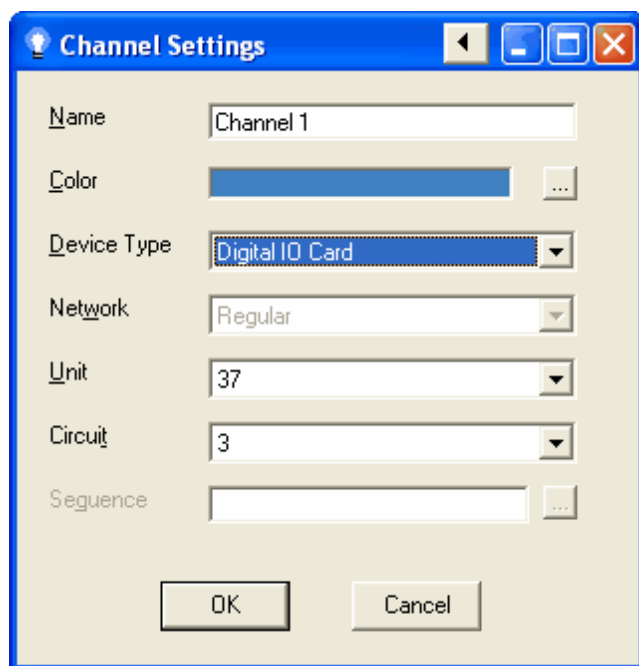 Channel Settings
Name
Channel 1
Color
...
Device Type
Digital IO Card
Network
Regular
Unit
37
Circuit
3
Sequence
...
OK
Cancel